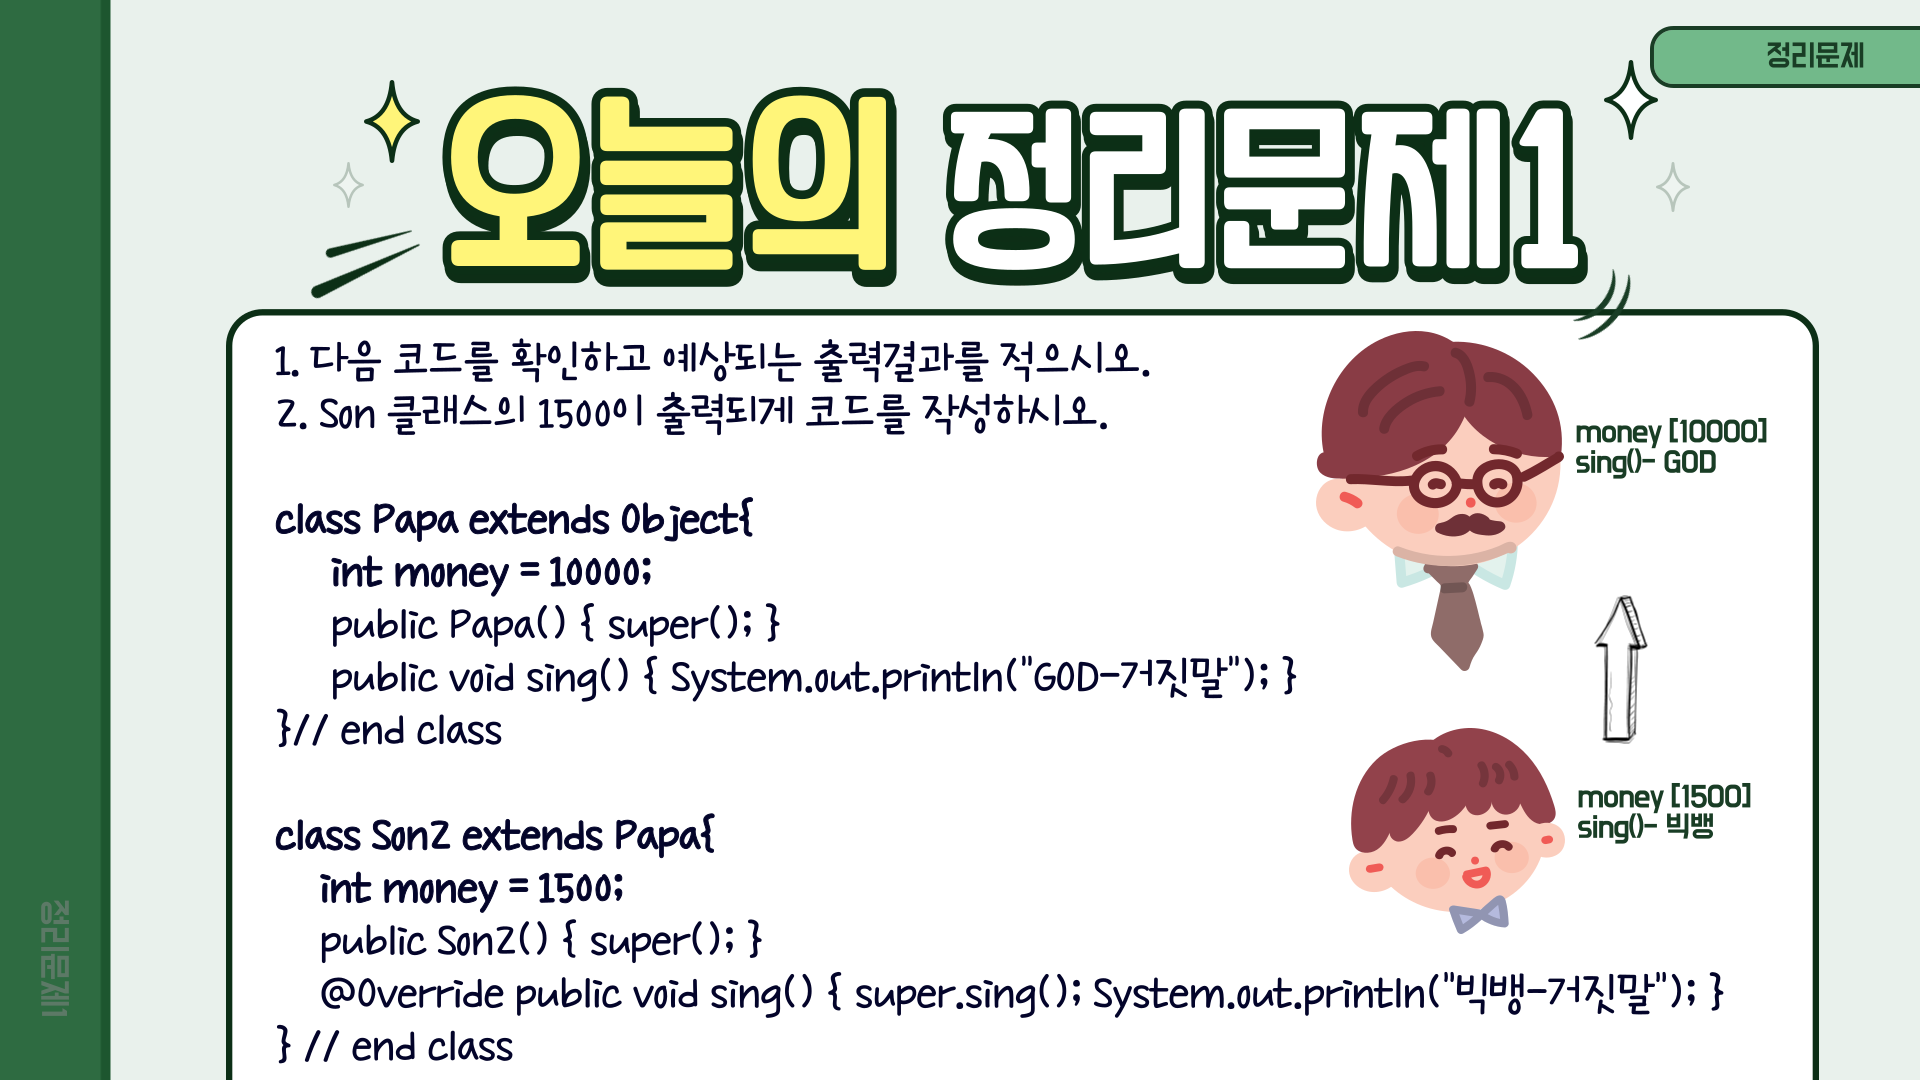 정리문제
오늘의 정리문제1
1. 다음 코드를 확인하고 예상되는 출력결과를 적으시오.
2. Son 클래스의 1500이 출력되게 코드를 작성하시오.
class Papa extends Object{
int money = 10000;
public Papa() { super(); }
public void sing() { System.out.println("GOD-거짓말"); }
}// end class
class Son2 extends Papa{
int money = 1500;
public Son2() { super(); }
@Override public void sing() { super.sing(); System.out.println("빅뱅-거짓말"); }
} // end class
money [10000]
sing()- GOD
money [1500]
sing()- 빅뱅
정리문제1